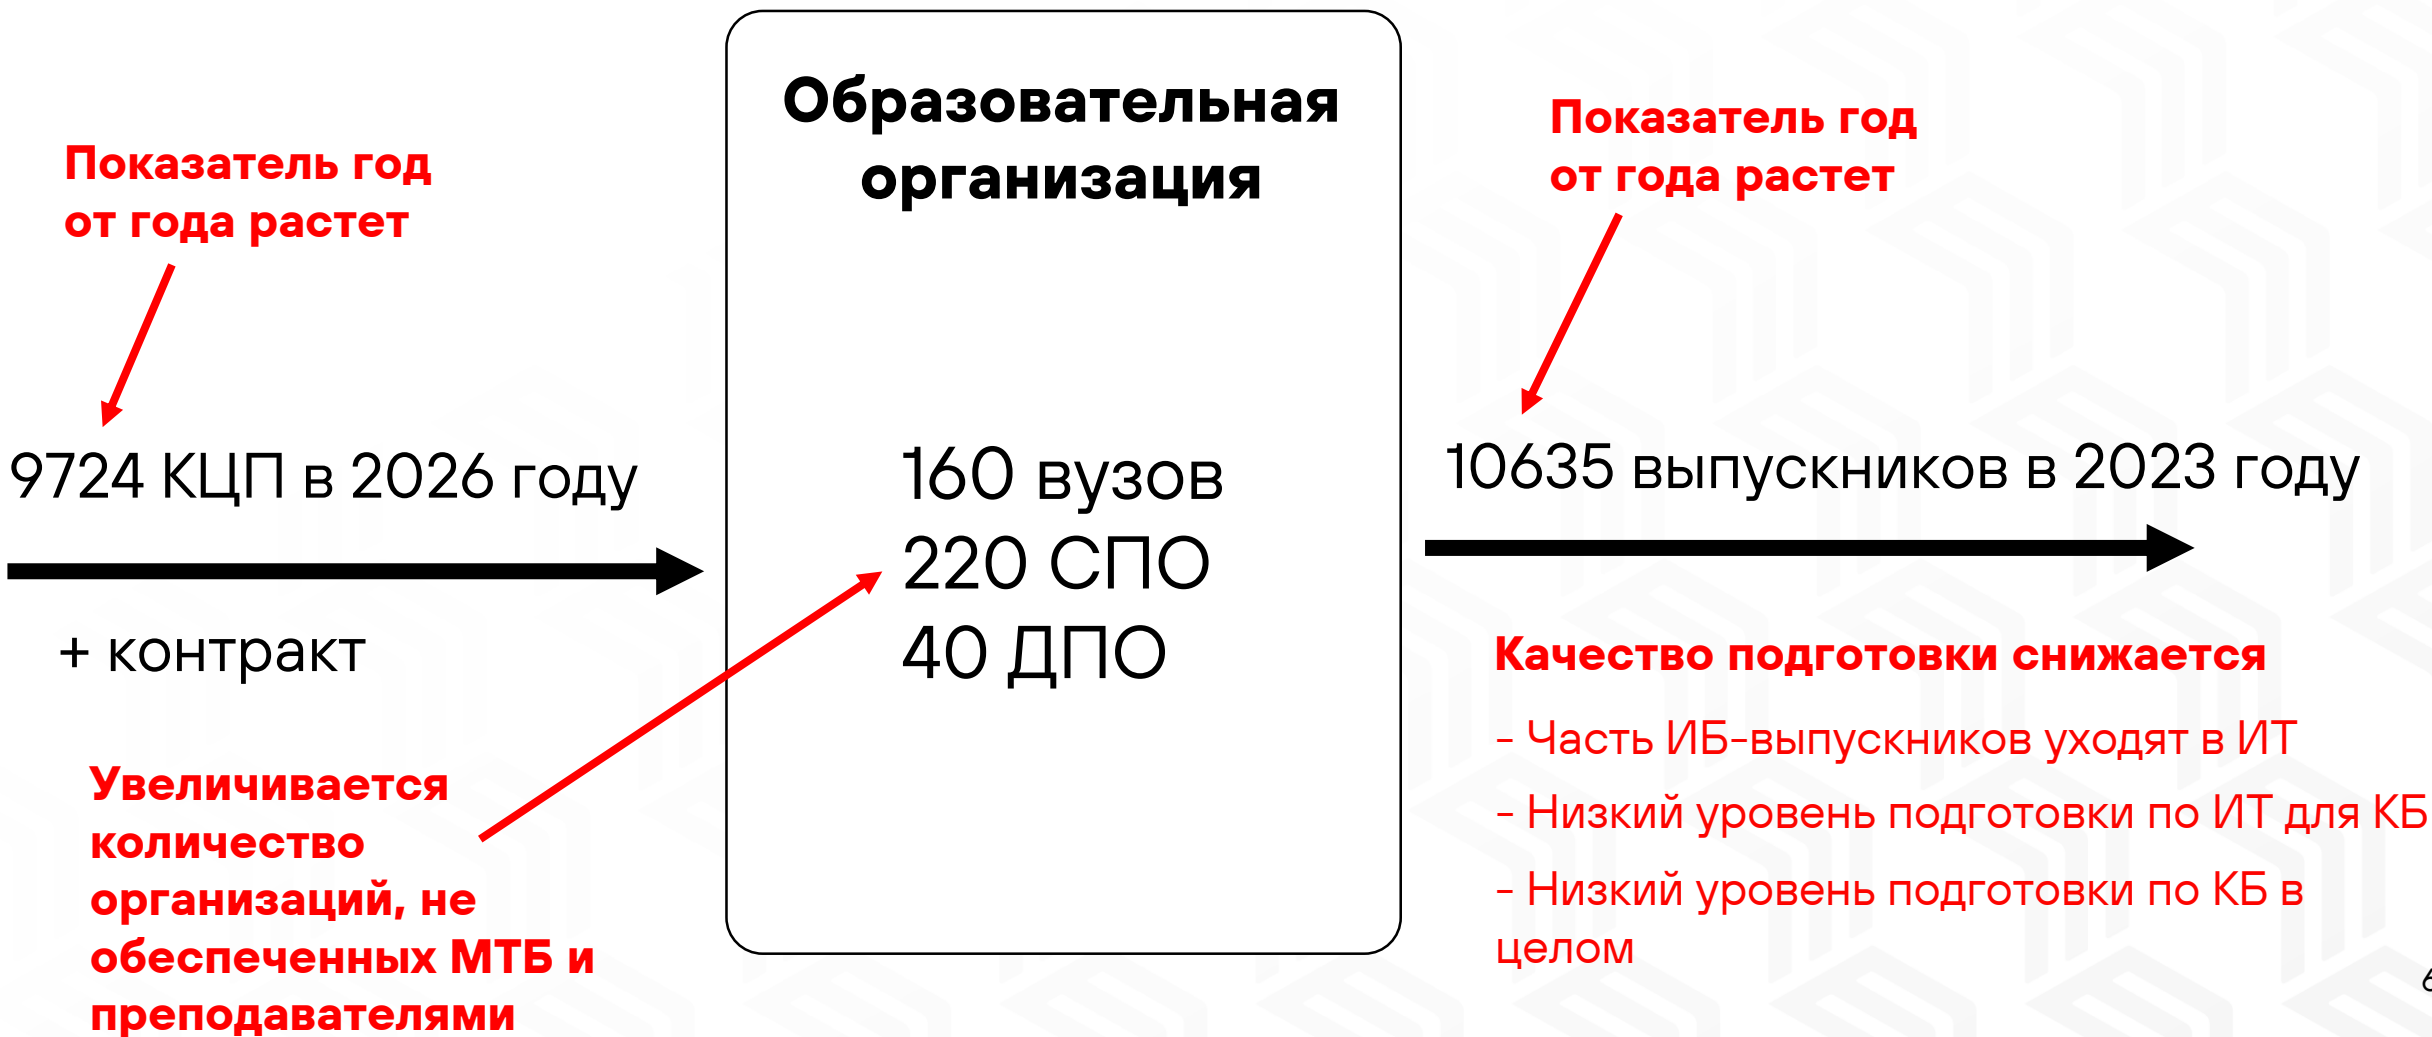 Показатель год
от года растет
9724 КЦП в 2026 году
+ контракт
Увеличивается
количество
организаций, не
обеспеченных МТБ и
преподавателями
Образовательная
организация
160 вузов
220 СПО
40 ДПО
Показатель год
от года растет
10635 выпускников в 2023 году
Качество подготовки снижается
- Часть ИБ-выпускников уходят в ИТ
- Низкий уровень подготовки по ИТ для КБ
- Низкий уровень подготовки по КБ в
целом